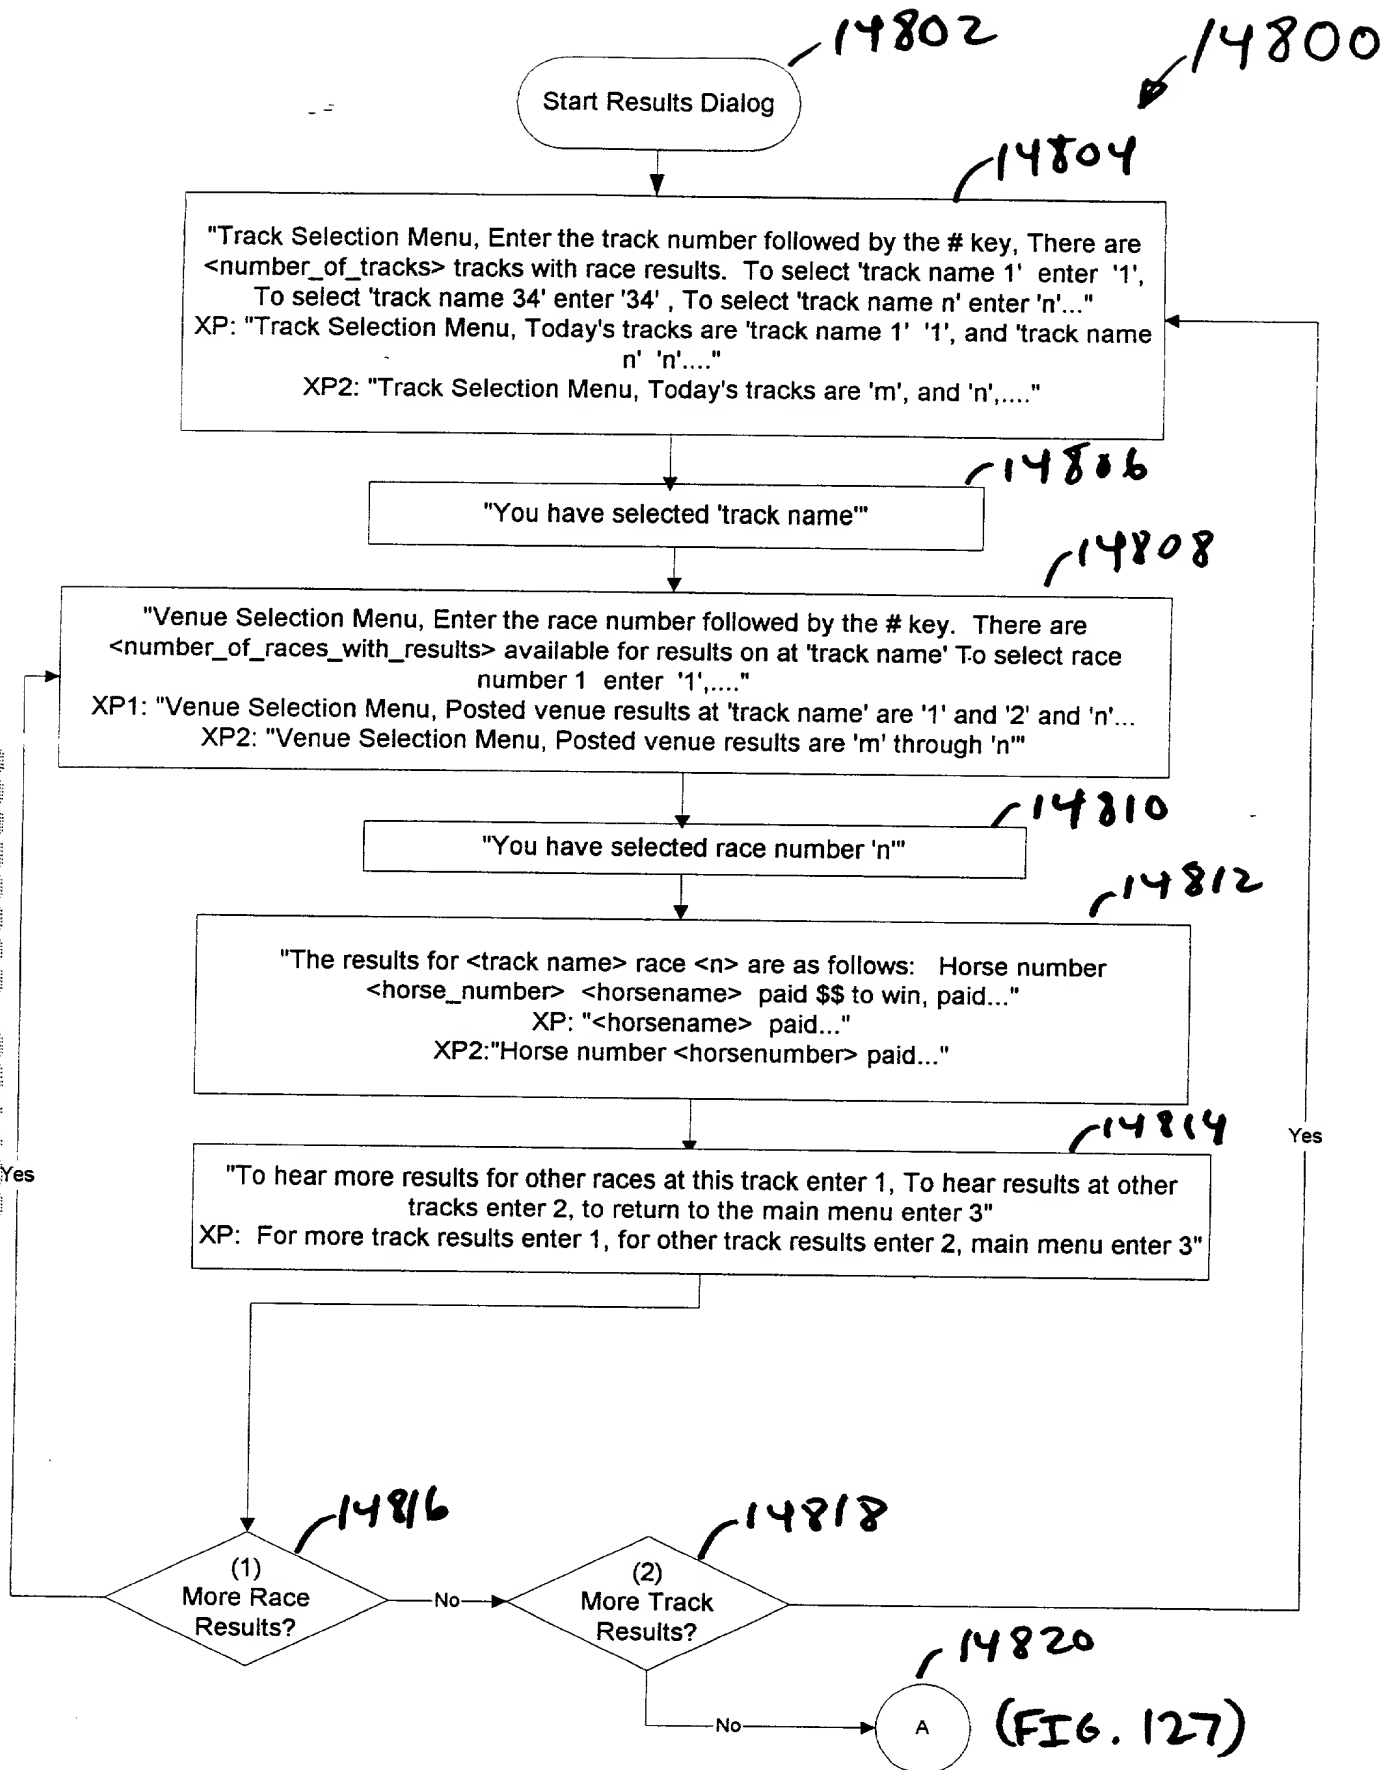 14802
14800
Start Results Dialog
14804
"Track Selection Menu, Enter the track number followed by the # key, There are
<number_of_tracks> tracks with race results. To select 'track name 1' enter '1',
To select 'track name 34' enter '34' , To select 'track name n' enter 'n'..."
XP: "Track Selection Menu, Today's tracks are 'track name 1' '1', and 'track name
n' 'n'...."
XP2: "Track Selection Menu, Today's tracks are 'm', and 'n',...."
14806
"You have selected 'track name'"
14808
"Venue Selection Menu, Enter the race number followed by the # key. There are
<number_of_races_with_results> available for results on at 'track name' To select race
number 1 enter '1',...."
XP1: "Venue Selection Menu, Posted venue results at 'track name' are '1' and '2' and 'n'...
XP2: "Venue Selection Menu, Posted venue results are 'm' through 'n'"
14810
"You have selected race number 'n'"
14812
"The results for <track name> race <n> are as follows: Horse number
<horse_number> <horsename> paid $$ to win, paid..."
XP: "<horsename> paid..."
XP2:"Horse number <horsenumber> paid..."
14814
Yes
Yes
"To hear more results for other races at this track enter 1, To hear results at other
tracks enter 2, to return to the main menu enter 3"
XP: For more track results enter 1, for other track results enter 2, main menu enter 3"
14816
14818
(1)
More Race
Results?
No
(2)
More Track
Results?
14820
No
A
(FIG. 127)